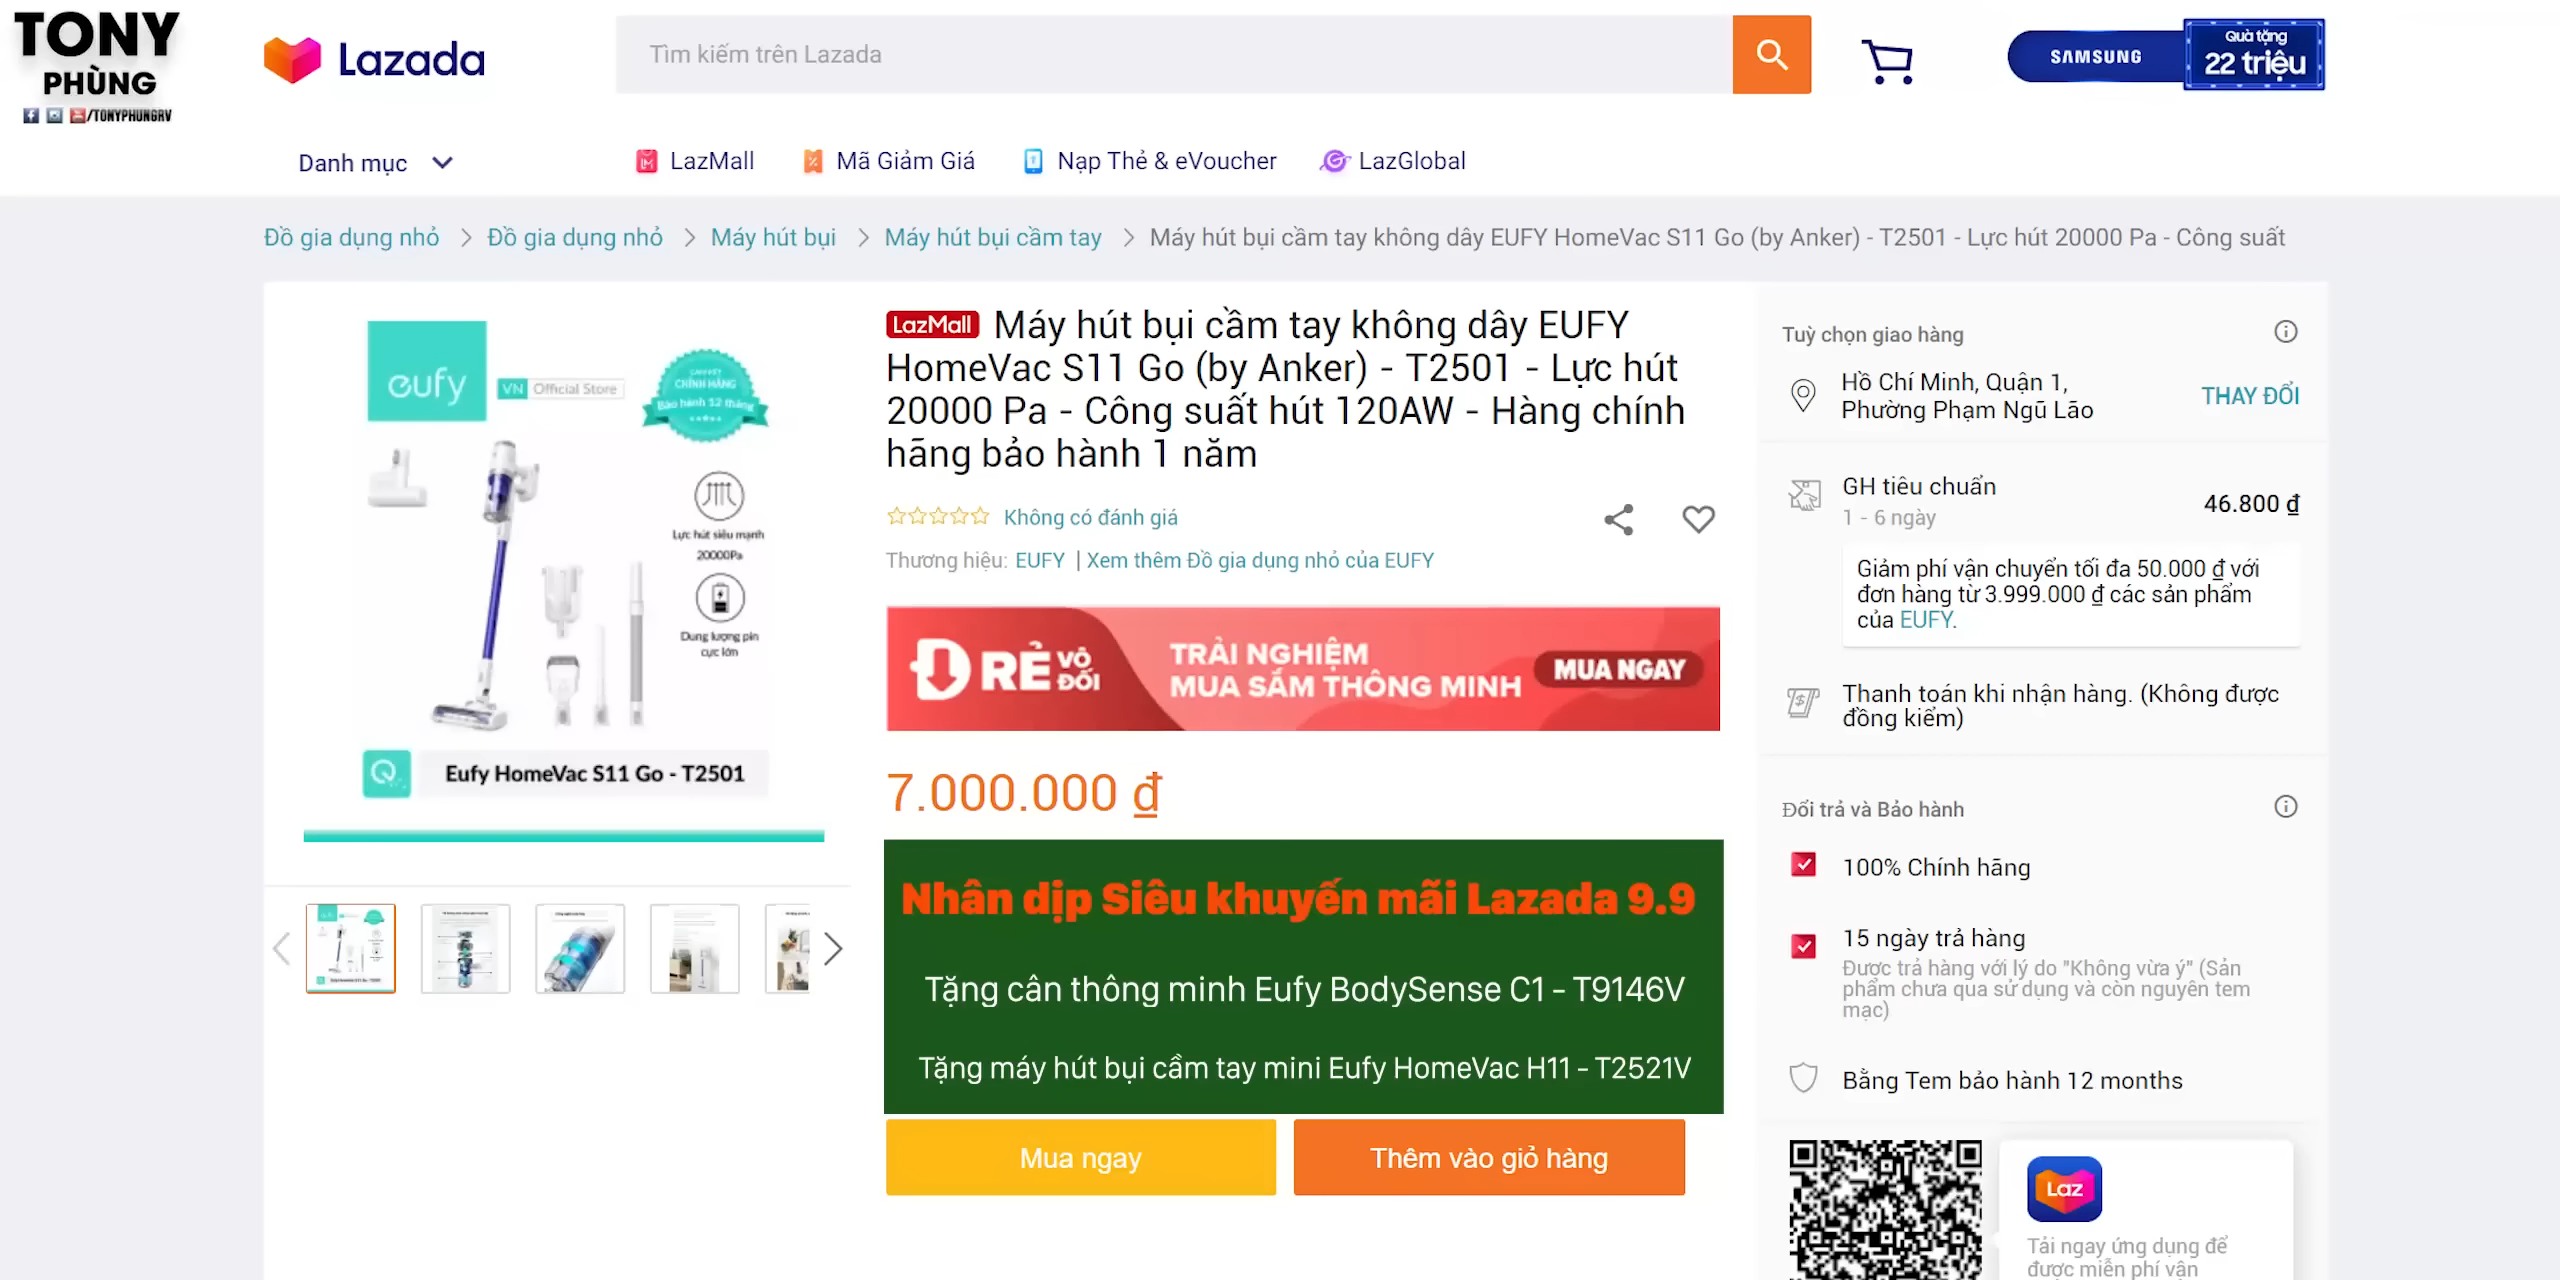 TONY
PHÙNG
/TONYPHUNGRV
Lazada
Tìm kiếm trên Lazada
SAMSUNG
Quà tặng
22 triệu
Danh mục
LazMall
Mã Giảm Giá
Nạp Thẻ & eVoucher
LazGlobal
Đồ gia dụng nhỏ
Đồ gia dụng nhỏ
Máy hút bụi
Máy hút bụi cầm tay
Máy hút bụi cầm tay không dây EUFY HomeVac S11 Go (by Anker) - T2501 - Lực hút 20000 Pa - Công suất
eufy
VN Official Store
CAM KẾT
CHÍNH HÃNG
Bảo hành 12 tháng
Lực hút siêu mạnh
20000Pa
Dung lượng pin
cực lớn
Eufy HomeVac S11 Go - T2501
LazMall Máy hút bụi cầm tay không dây EUFY
HomeVac S11 Go (by Anker) - T2501 - Lực hút
20000 Pa - Công suất hút 120AW - Hàng chính
hãng bảo hành 1 năm
Không có đánh giá
Thương hiệu: EUFY | Xem thêm Đồ gia dụng nhỏ của EUFY
RẺ VÔ ĐỐI
TRẢI NGHIỆM
MUA SẮM THÔNG MINH
MUA NGAY
7.000.000 ₫
Nhân dịp Siêu khuyến mãi Lazada 9.9
Tặng cân thông minh Eufy BodySense C1 - T9146V
Tặng máy hút bụi cầm tay mini Eufy HomeVac H11 - T2521V
Mua ngay
Thêm vào giỏ hàng
Tuỳ chọn giao hàng
Hồ Chí Minh, Quận 1,
Phường Phạm Ngũ Lão
THAY ĐỔI
GH tiêu chuẩn
46.800 ₫
1 - 6 ngày
Giảm phí vận chuyển tối đa 50.000 ₫ với
đơn hàng từ 3.999.000 ₫ các sản phẩm
của EUFY.
Thanh toán khi nhận hàng. (Không được
đồng kiểm)
Đổi trả và Bảo hành
100% Chính hãng
15 ngày trả hàng
Được trả hàng với lý do "Không vừa ý" (Sản
phẩm chưa qua sử dụng và còn nguyên tem
mạc)
Bằng Tem bảo hành 12 months
Laz
Tải ngay ứng dụng để
được miễn phí vận